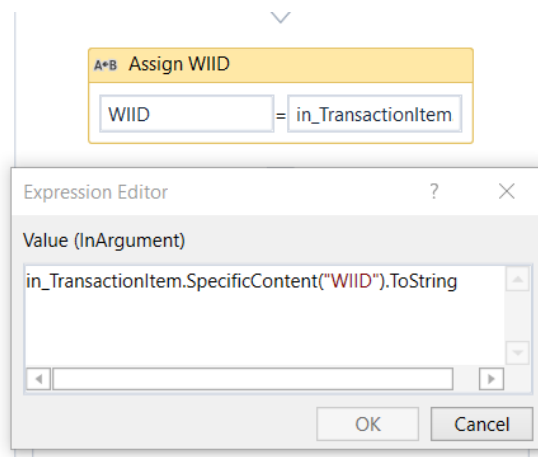 A+B Assign WIID
WIID = in_TransactionItem
Expression Editor ? ×
Value (InArgument)
in_TransactionItem.SpecificContent("WIID").ToString
OK Cancel